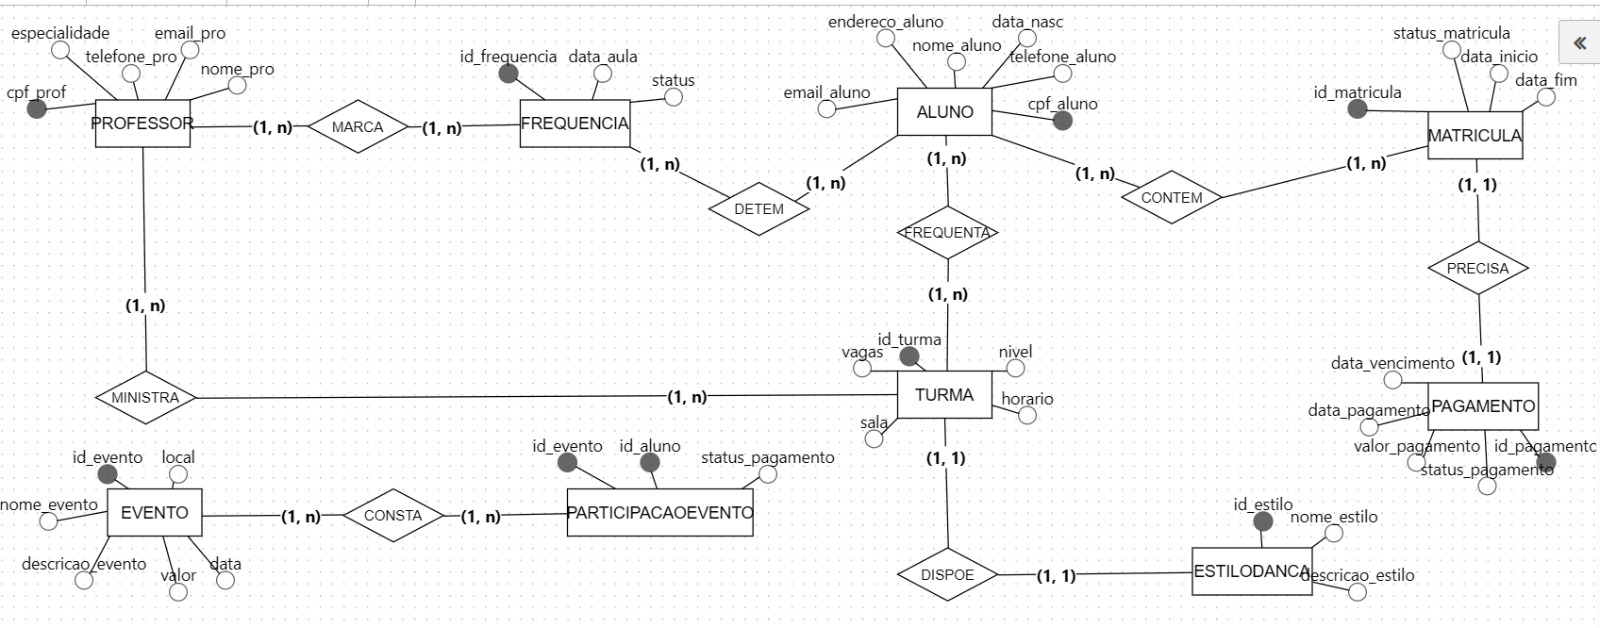 especialidade
email_pro
telefone_pro
nome_pro
cpf_prof
PROFESSOR
(1, n)
MARCA
(1, n)
id_frequencia
data_aula
status
FREQUENCIA
(1, n)
DETEM
(1, n)
endereco_aluno
data_nasc
nome_aluno
telefone_aluno
email_aluno
cpf_aluno
ALUNO
(1, n)
FREQUENTA
(1, n)
(1, n)
CONTEM
(1, n)
status_matricula
data_inicio
data_fim
id_matricula
MATRICULA
(1, 1)
PRECISA
(1, 1)
data_vencimento
data_pagamento
PAGAMENTO
valor_pagamento
id_pagamentc
status_pagamento
(1, n)
MINISTRA
(1, n)
id_turma
vagas
nivel
TURMA
horario
sala
(1, 1)
DISPOE
(1, 1)
id_estilo
nome_estilo
ESTILODANCA
descricao_estilo
id_evento
local
nome_evento
EVENTO
descricao_evento
valor
data
(1, n)
CONSTA
(1, n)
id_evento
id_aluno
status_pagamento
PARTICIPACAOEVENTO